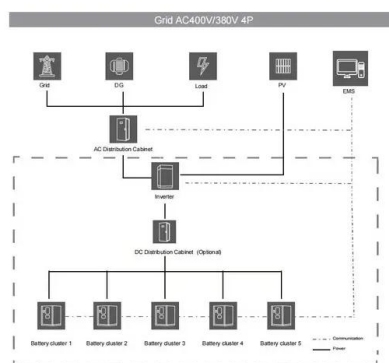 Grid AC400V/380V 4P
Grid DG Load PV EMS
AC Distribution Cabinet
Inverter
DC Distribution Cabinet (Optional)
Battery cluster 1 Battery cluster 2 Battery cluster 3 Battery cluster 4 Battery cluster 5
Communication
Power